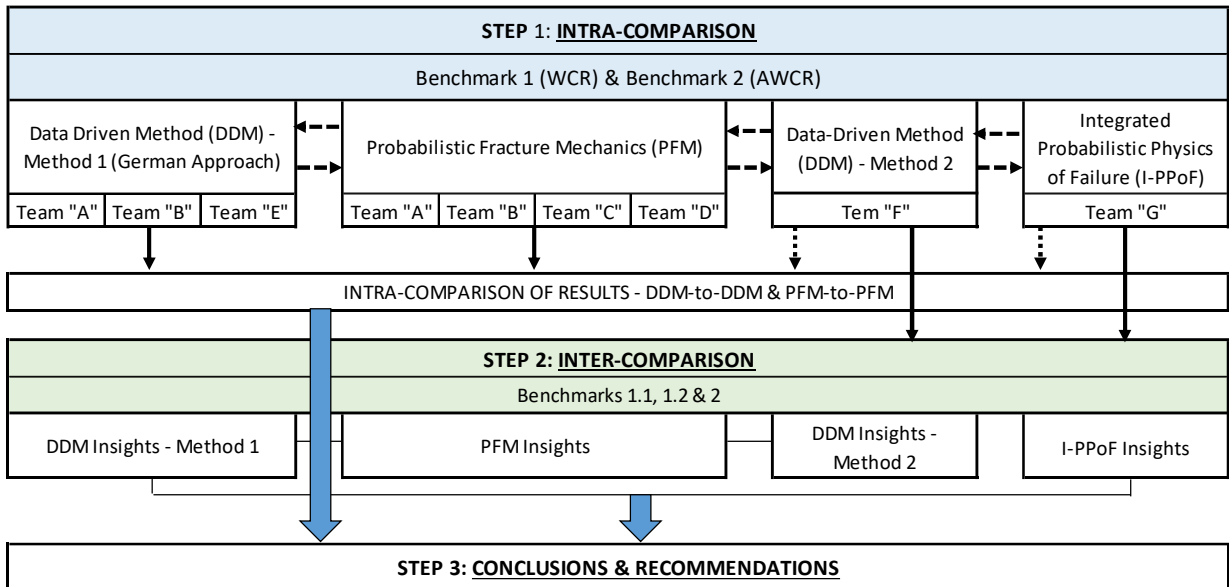 STEP 1: INTRA-COMPARISON
Benchmark 1 (WCR) & Benchmark 2 (AWCR)
Data Driven Method (DDM) -
Method 1 (German Approach)
Team "A"
Team "B"
Team "E"
Probabilistic Fracture Mechanics (PFM)
Team "A"
Team "B"
Team "C"
Team "D"
Data-Driven Method
(DDM) - Method 2
Tem "F"
Integrated
Probabilistic Physics
of Failure (I-PPoF)
Team "G"
INTRA-COMPARISON OF RESULTS - DDM-to-DDM & PFM-to-PFM
STEP 2: INTER-COMPARISON
Benchmarks 1.1, 1.2 & 2
DDM Insights - Method 1
PFM Insights
DDM Insights -
Method 2
I-PPoF Insights
STEP 3: CONCLUSIONS & RECOMMENDATIONS